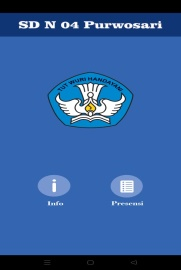 SD N 04 Purwosari
TUT WURI HANDAYANI
Info
Presensi